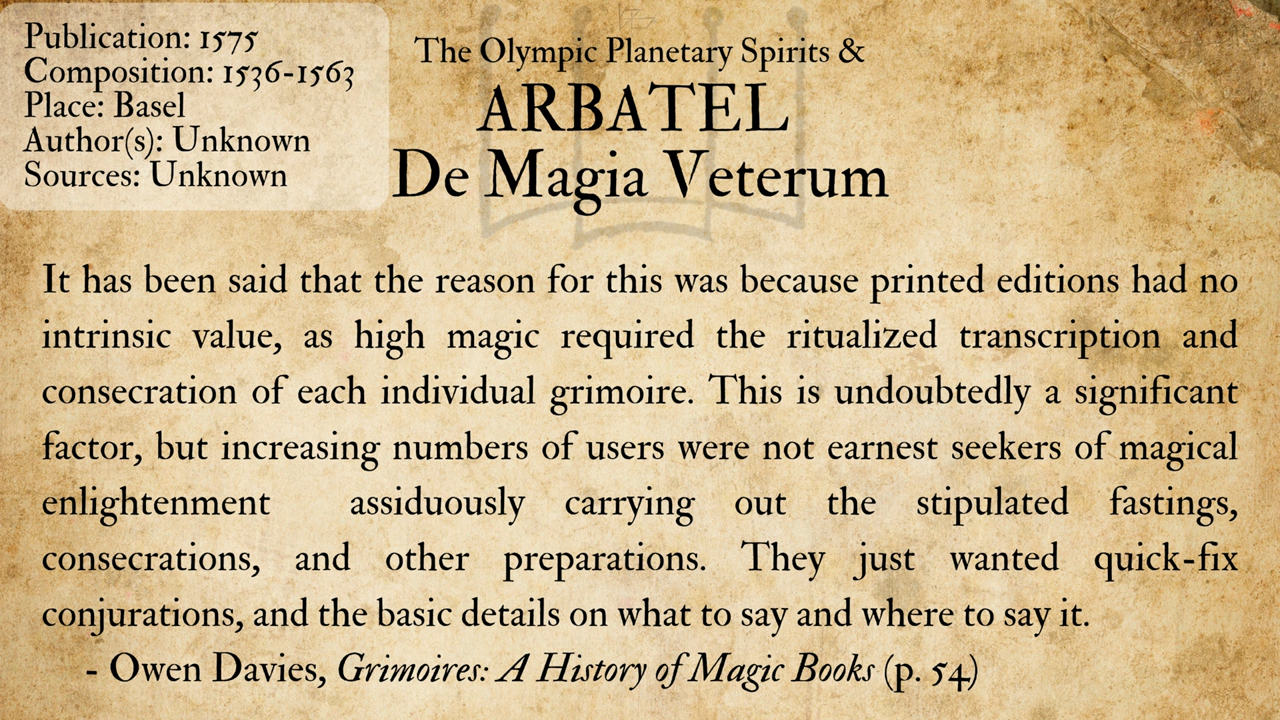 Publication: 1575
Composition: 1536-1563
Place: Basel
Author(s): Unknown
Sources: Unknown
The Olympic Planetary Spirits &
ARBATEL
De Magia Veterum
It has been said that the reason for this was because printed editions had no
intrinsic value, as high magic required the ritualized transcription and
consecration of each individual grimoire. This is undoubtedly a significant
factor, but increasing numbers of users were not earnest seekers of magical
enlightenment assiduously carrying out the stipulated fastings,
consecrations, and other preparations. They just wanted quick-fix
conjurations, and the basic details on what to say and where to say it.
- Owen Davies, Grimoires: A History of Magic Books (p. 54)